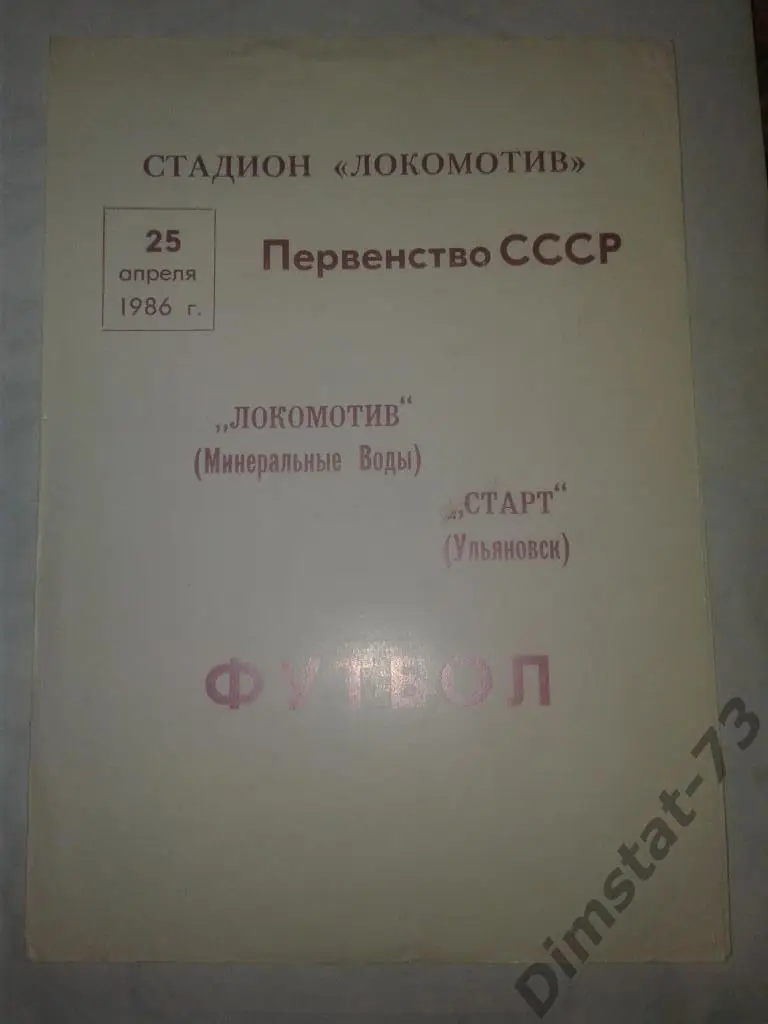 СТАДИОН «ЛОКОМОТИВ»
25
апреля
1986 г.
Первенство СССР
„ЛОКОМОТИВ“
(Минеральные Воды)
„СТАРТ“
(Ульяновск)
ФУТБОЛ
Dimstat-73